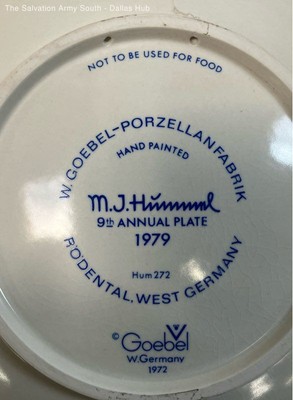 The Salvation Army South - Dallas Hub
NOT TO BE USED FOR FOOD
W. GOEBEL-PORZELLANFABRIK
HAND PAINTED
M.J.Hummel
9th ANNUAL PLATE
1979
Hum 272
RÖDENTAL, WEST GERMANY
© Goebel
W.Germany
1972